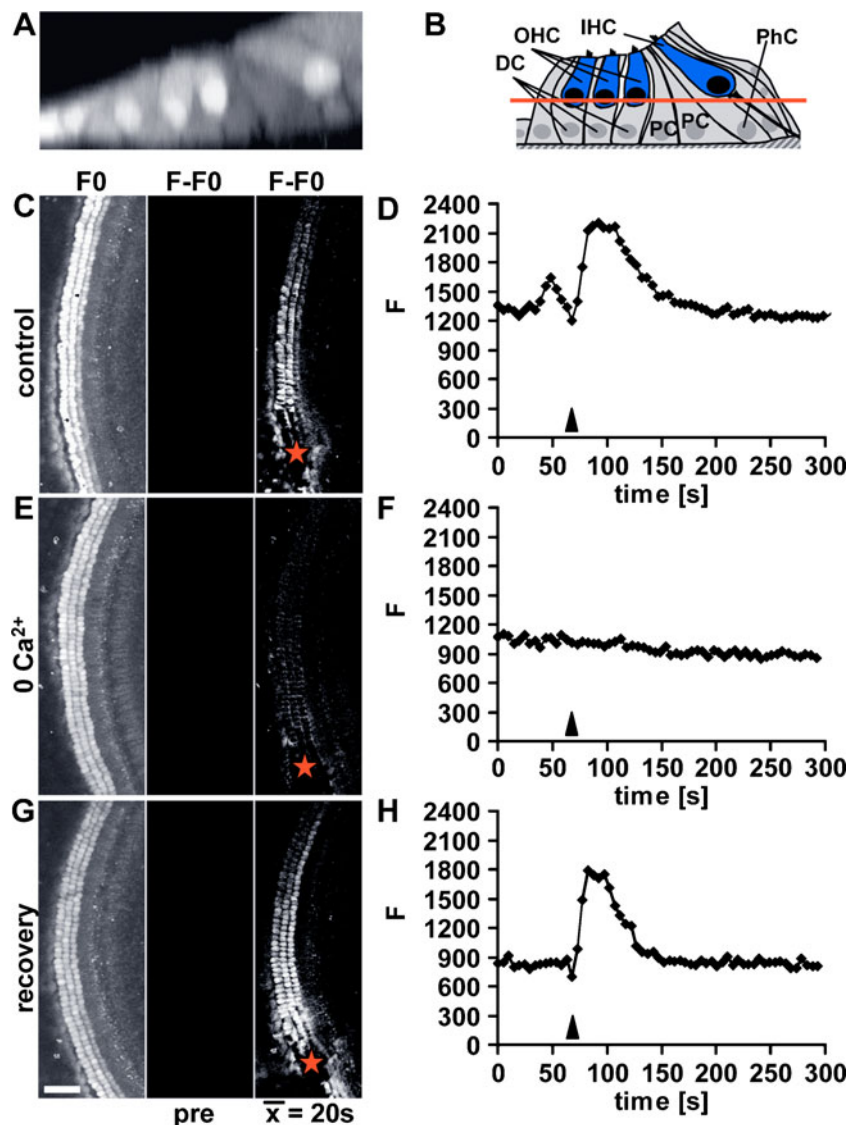 A
B
OHC
IHC
PhC
DC
PC
PC
F0
F-F0
F-F0
C
control
D
2400
2100
1800
1500
1200
900
600
300
0
F
0
50
100
150
200
250
300
time [s]
E
0 Ca²⁺
F
2400
2100
1800
1500
1200
900
600
300
0
F
0
50
100
150
200
250
300
time [s]
G
recovery
H
2400
2100
1800
1500
1200
900
600
300
0
F
0
50
100
150
200
250
300
time [s]
pre
x̅ = 20s